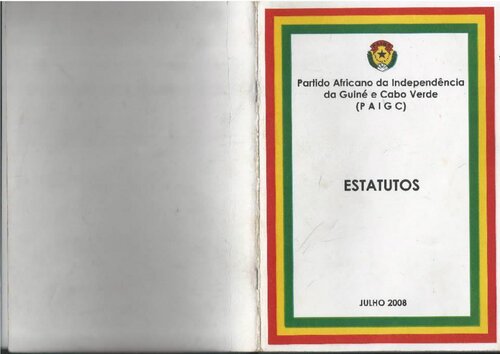 Partido Africano da Independência
da Guiné e Cabo Verde
(P A I G C)
ESTATUTOS
JULHO 2008